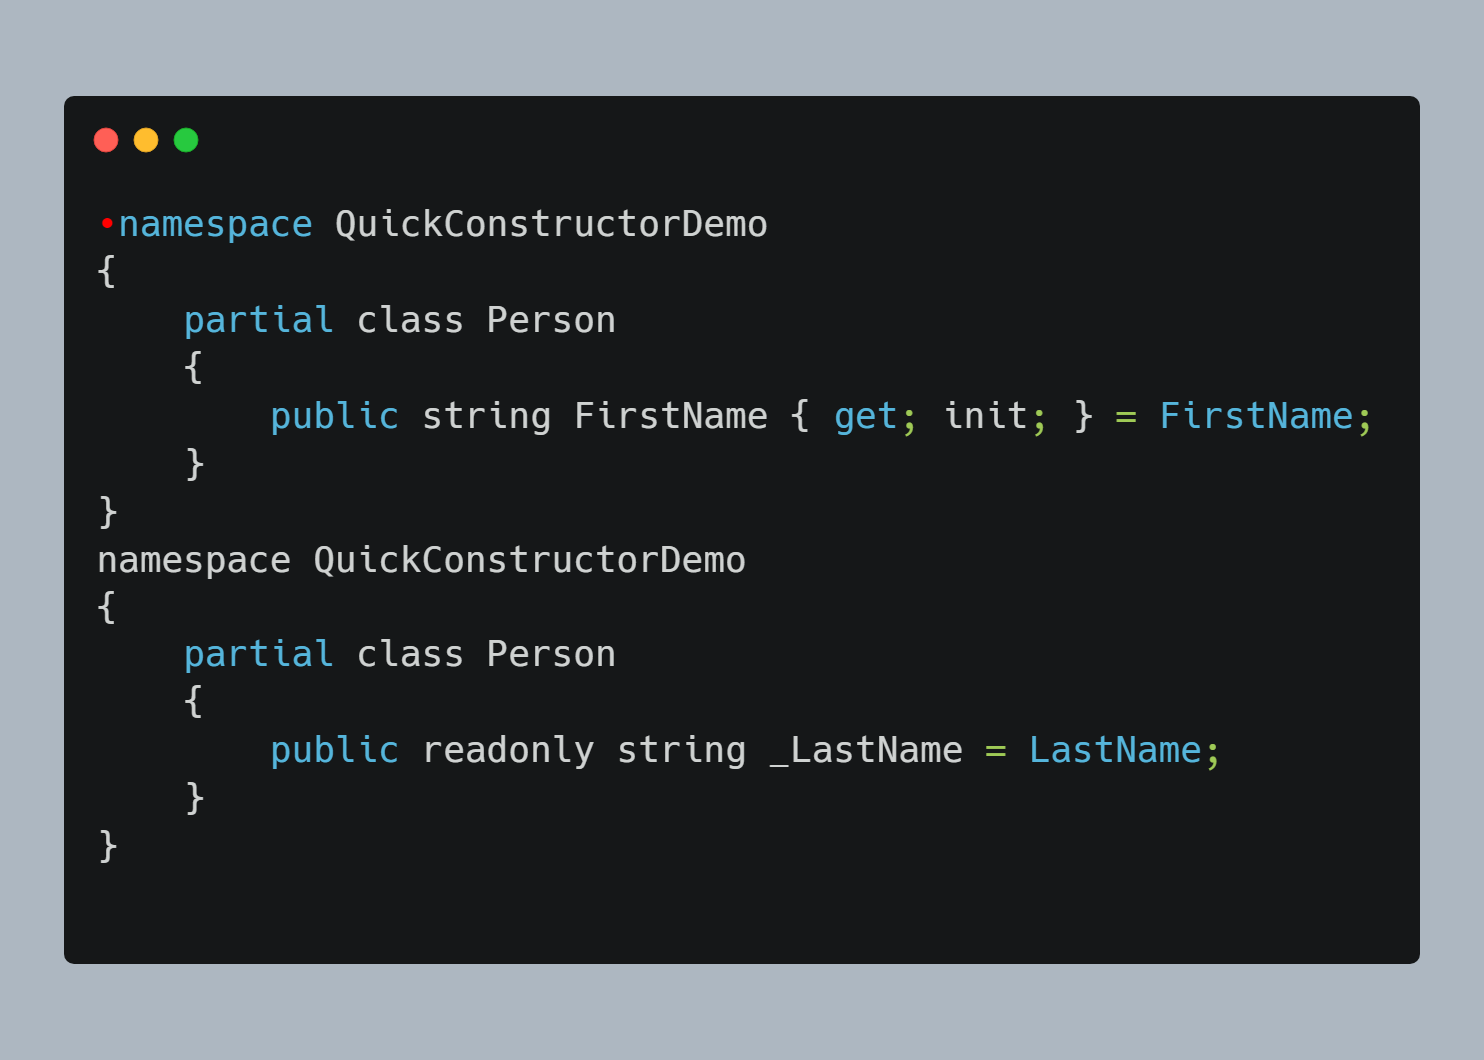 •namespace QuickConstructorDemo
{
    partial class Person
    {
        public string FirstName { get; init; } = FirstName;
    }
}
namespace QuickConstructorDemo
{
    partial class Person
    {
        public readonly string _LastName = LastName;
    }
}